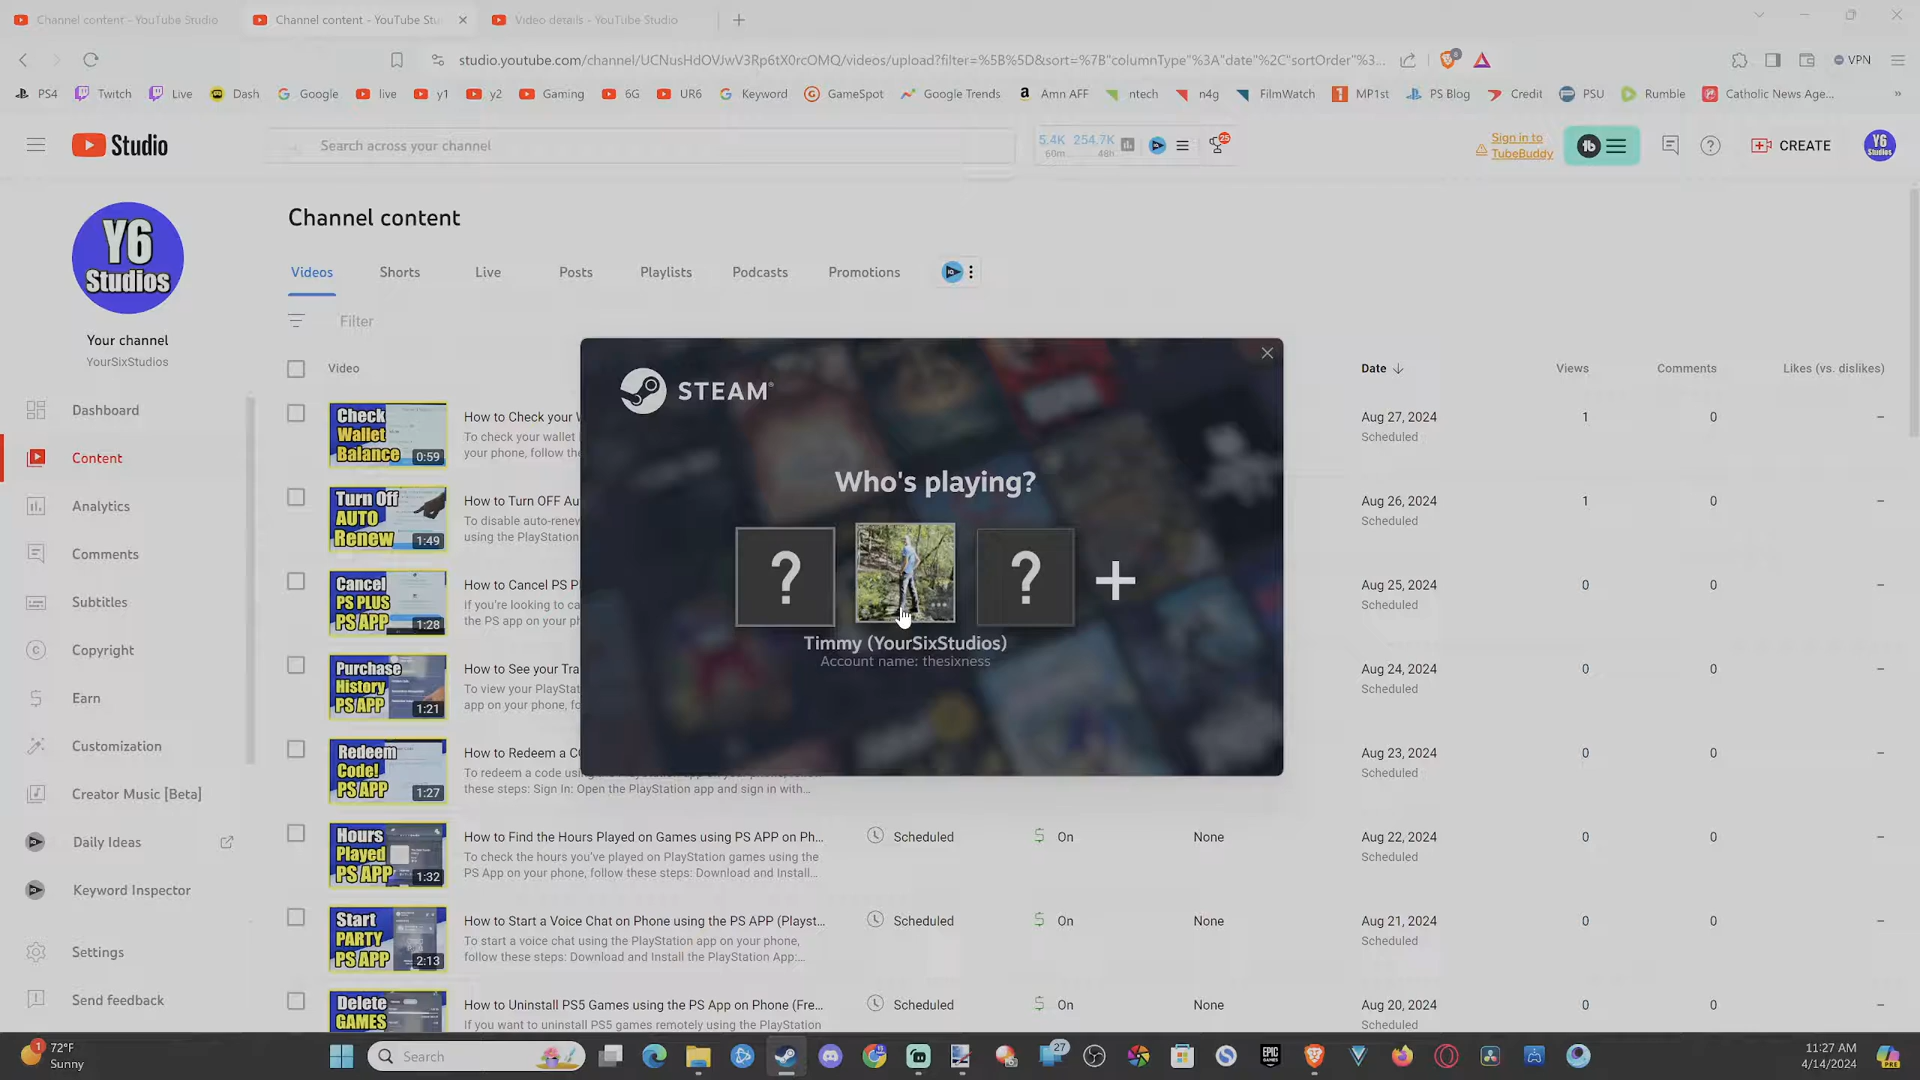 Channel content - YouTube Studio
Channel content - YouTube Stu
Video details - YouTube Studio
studio.youtube.com/channel/UCNusHdOVJwV3Rp6tX0rcOMQ/videos/upload?filter=%5B%5D&sort=%7B"columnType"%3A"date"%2C"sortOrder"%3...
6
VPN
PS4
Twitch
Live
Dash
Google
live
y1
y2
Gaming
6G
UR6
Keyword
GameSpot
Google Trends
Amn AFF
ntech
n4g
FilmWatch
MP1st
PS Blog
Credit
PSU
Rumble
Catholic News Age...
Studio
Search across your channel
5.4K 254.7K
60m 48h
25
Sign in to
TubeBuddy
CREATE
Y6
Studios
Y6
Studios
Your channel
YourSixStudios
Dashboard
Content
Analytics
Comments
Subtitles
Copyright
Earn
Customization
Creator Music [Beta]
Daily Ideas
Keyword Inspector
Settings
Send feedback
Channel content
Videos
Shorts
Live
Posts
Playlists
Podcasts
Promotions
Filter
Video
Date
Views
Comments
Likes (vs. dislikes)
Check
Wallet
Balance
0:59
How to Check your
To check your wallet
your phone, follow the
Aug 27, 2024
Scheduled
1
0
–
Turn Off
AUTO
Renew
1:49
How to Turn OFF Au
To disable auto-renew
using the PlayStation
Aug 26, 2024
Scheduled
1
0
–
Cancel
PS PLUS
PS APP
1:28
How to Cancel PS P
If you're looking to ca
the PS app on your ph
Aug 25, 2024
Scheduled
0
0
–
Purchase
History
PS APP
1:21
How to See your Tra
To view your PlaySta
app on your phone, fo
Aug 24, 2024
Scheduled
0
0
–
Redeem
Code!
PS APP
1:27
How to Redeem a CO
these steps: Sign In: Open the PlayStation app and sign in with...
Aug 23, 2024
Scheduled
0
0
–
Hours
Played
PS APP
1:32
How to Find the Hours Played on Games using PS APP on Ph...
To check the hours you've played on PlayStation games using the
PS App on your phone, follow these steps: Download and Install...
Scheduled
On
None
Aug 22, 2024
Scheduled
0
0
–
Start
PARTY
PS APP
2:13
How to Start a Voice Chat on Phone using the PS APP (Playst...
To start a voice chat using the PlayStation app on your phone,
follow these steps: Download and Install the PlayStation App:...
Scheduled
On
None
Aug 21, 2024
Scheduled
0
0
–
Delete
GAMES
How to Uninstall PS5 Games using the PS App on Phone (Fre...
If you want to uninstall PS5 games remotely using the PlayStation
Scheduled
On
None
Aug 20, 2024
Scheduled
0
0
–
STEAM®
Who's playing?
?
?
+
Timmy (YourSixStudios)
Account name: thesixness
1
72°F
Sunny
Search
27
EPIC
GAMES
11:27 AM
4/14/2024
PRE